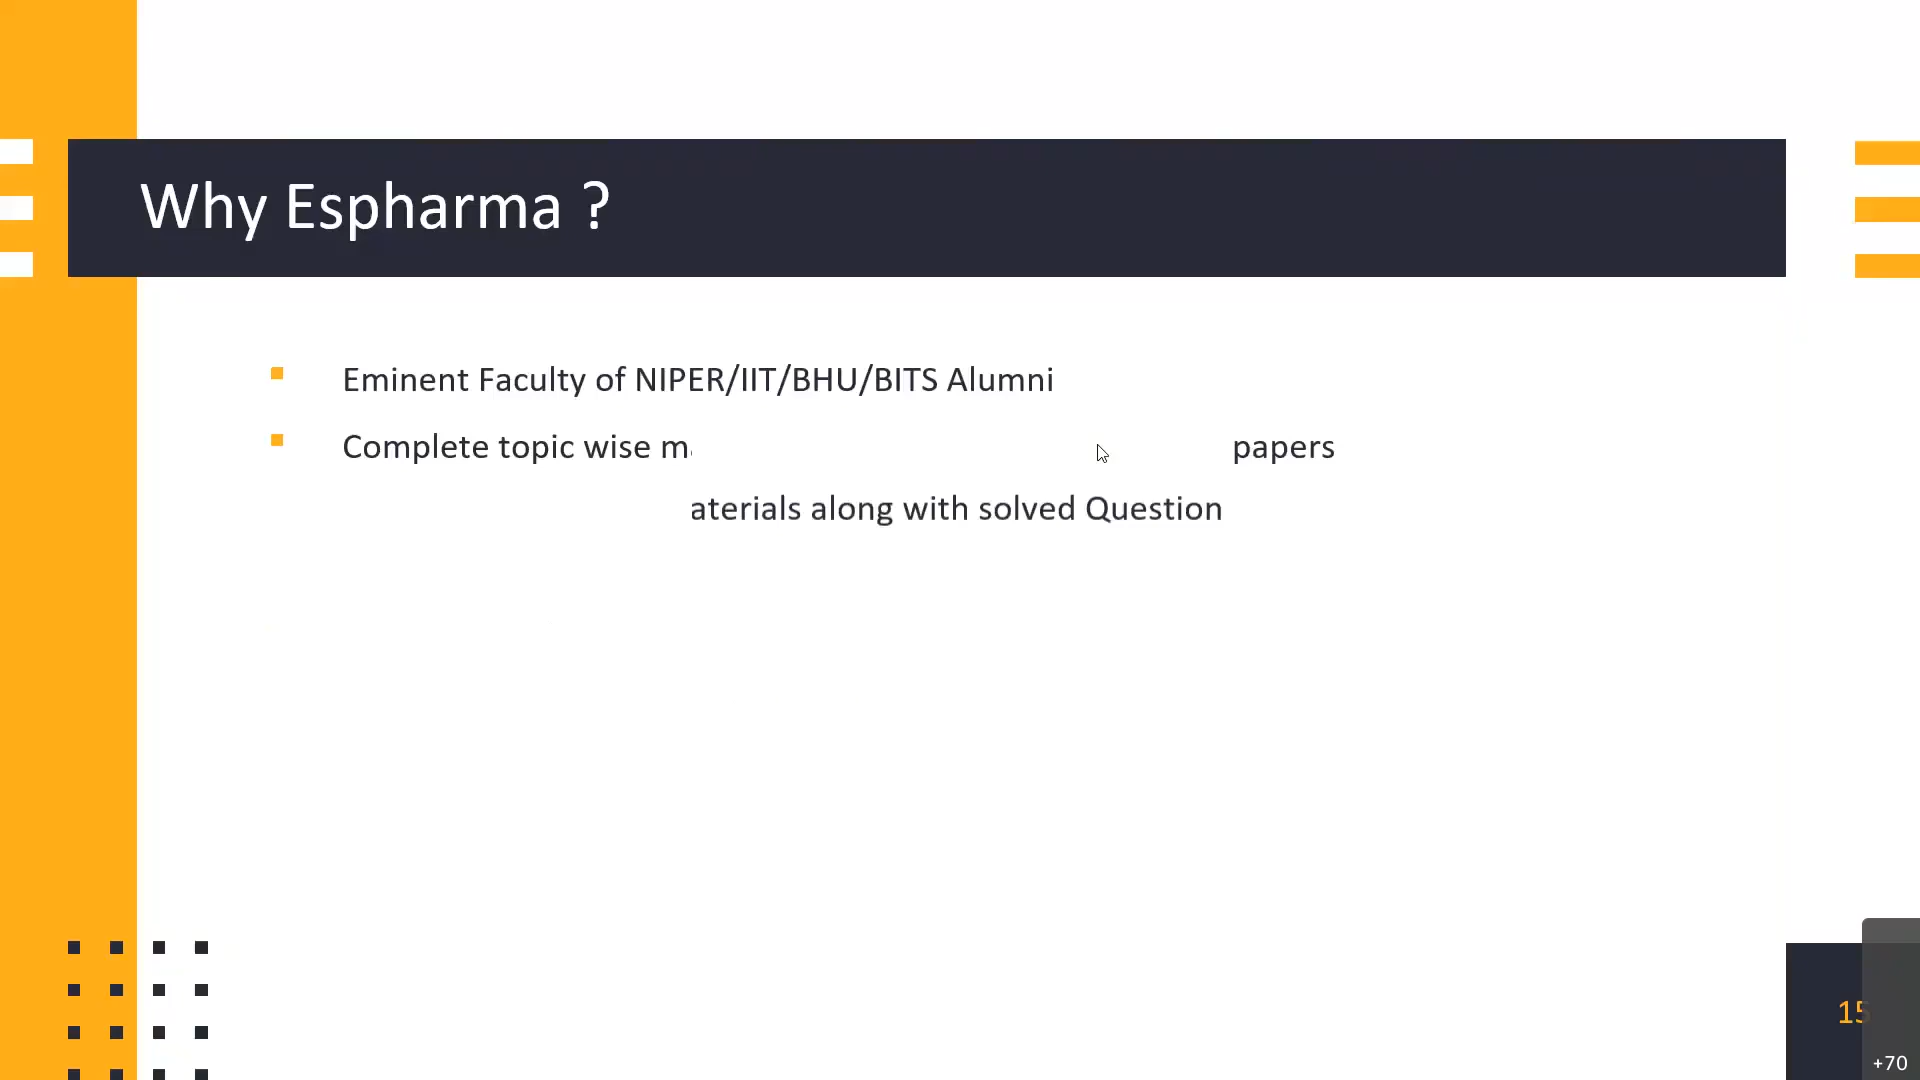 Why Espharma ?
Eminent Faculty of NIPER/IIT/BHU/BITS Alumni
Complete topic wise materials along with solved Question papers
15
+70